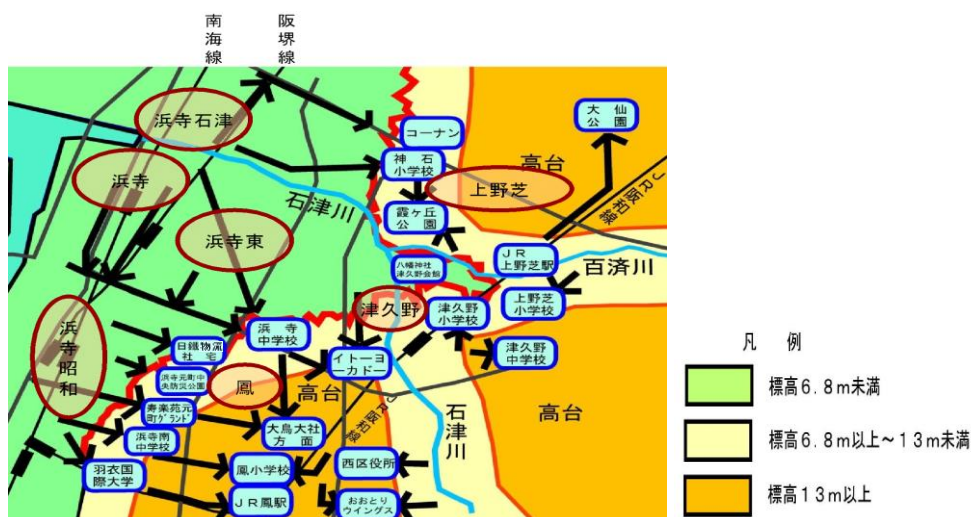 南海線
阪堺線
浜寺石津
コーナン
大仙
公園
神石
小学校
高台
浜寺
上野芝
JR阪和線
石津川
霞ヶ丘
公園
浜寺東
JR
上野芝駅
百済川
八幡神社
津久野会館
津久野
津久野
小学校
上野芝
小学校
浜寺昭和
浜寺
中学校
日鐵物流
社宅
イトーヨ
ーカドー
津久野
中学校
浜寺元町中
央防災公園
鳳
高台
高台
寿楽苑元
町グランド
JR阪和線
石津川
大鳥大社
方面
浜寺南
中学校
羽衣国
際大学
鳳小学校
西区役所
JR鳳駅
おおとり
ウイングス
凡例
標高6.8m未満
標高6.8m以上~13m未満
標高13m以上